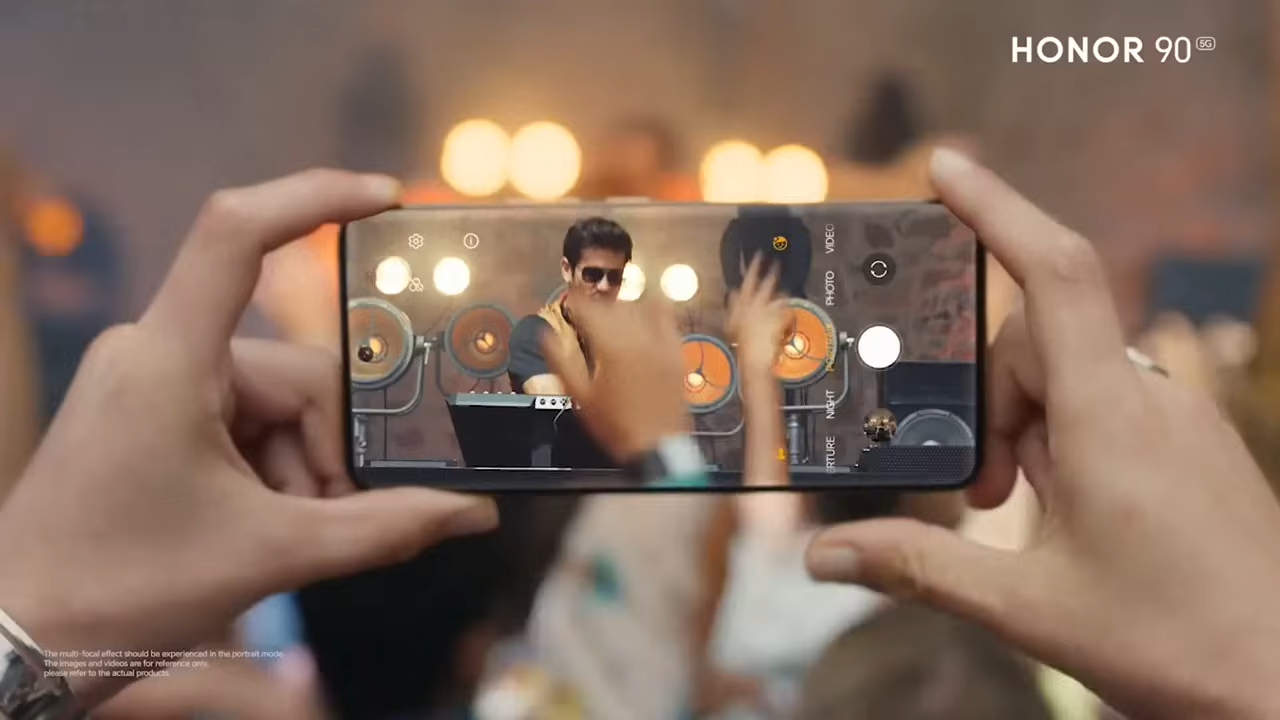 HONOR 90 5G
VIDEO
PHOTO
NIGHT
ERTURE
The multi-focal effect should be experienced in the portrait mode.
The images and videos are for reference only,
please refer to the actual products.